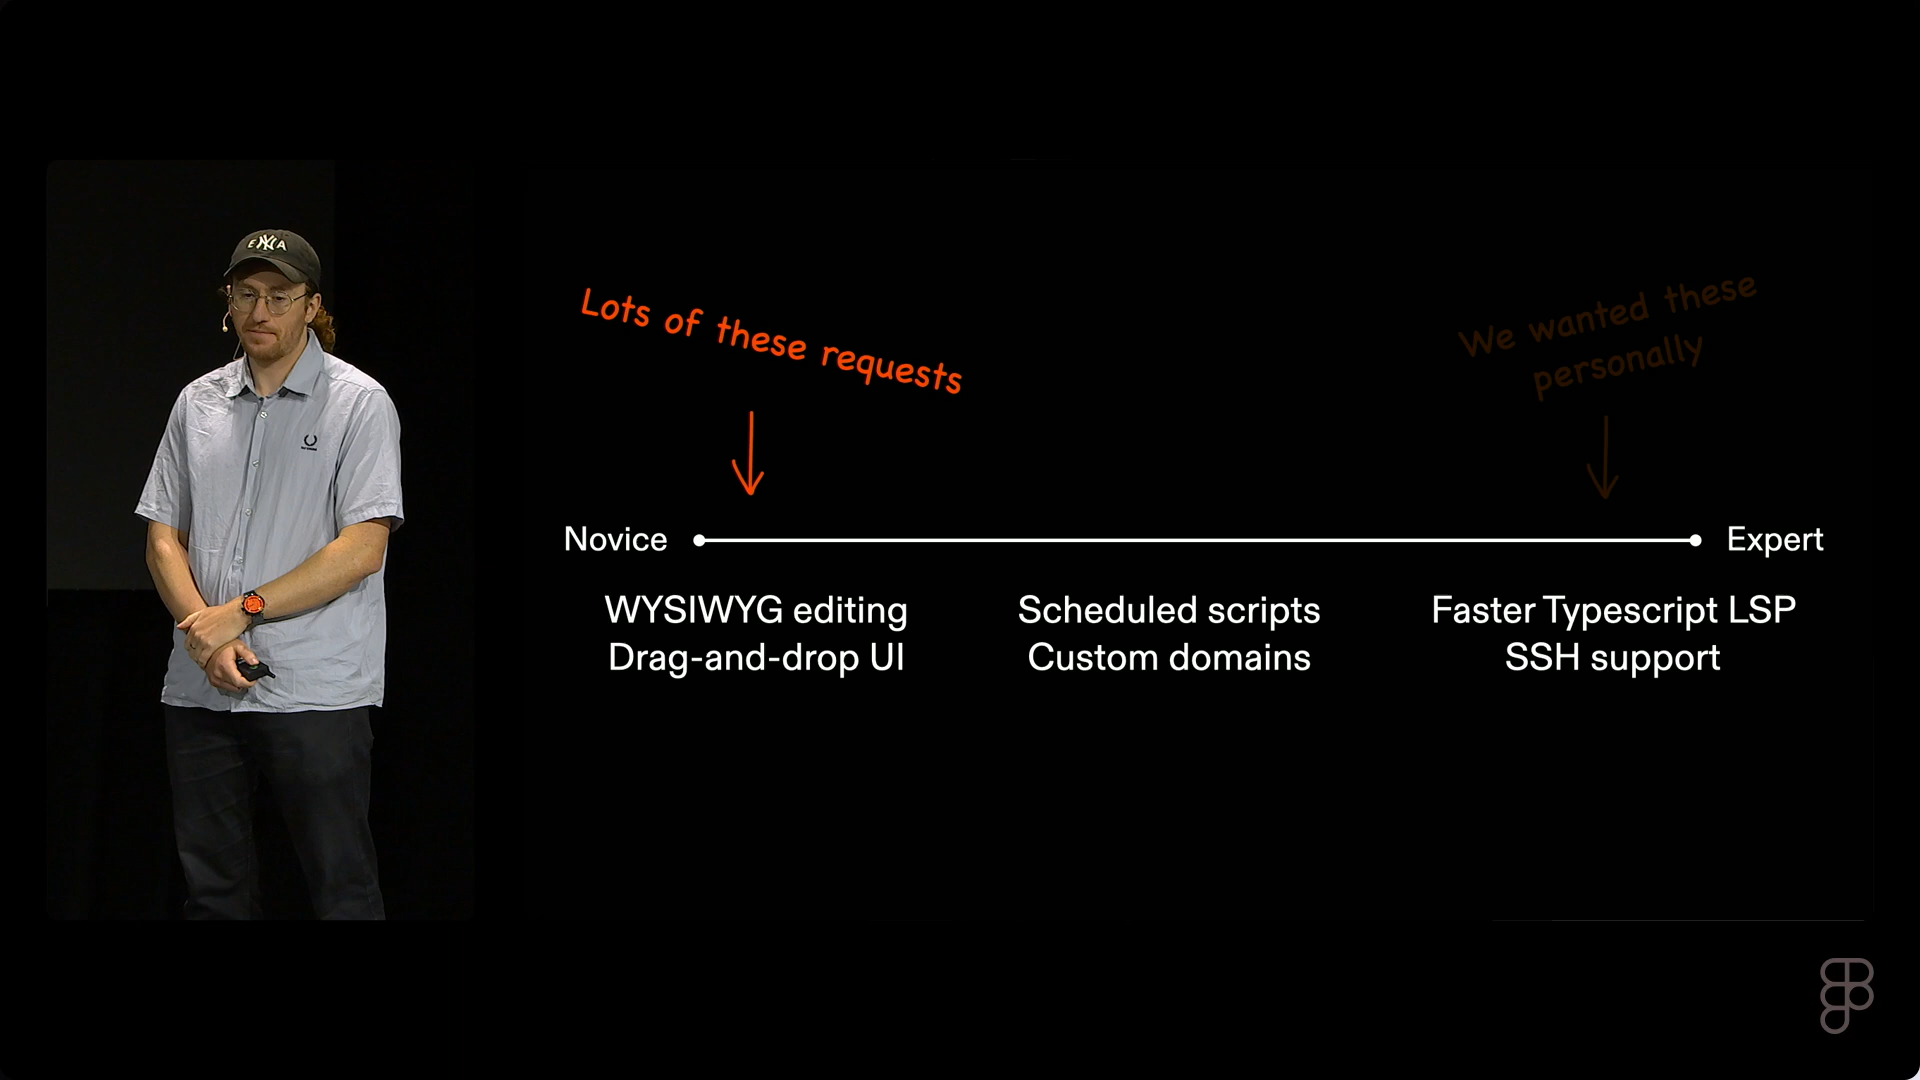 Lots of these requests
We wanted these
personally
Novice
Expert
WYSIWYG editing
Drag-and-drop UI
Scheduled scripts
Custom domains
Faster Typescript LSP
SSH support